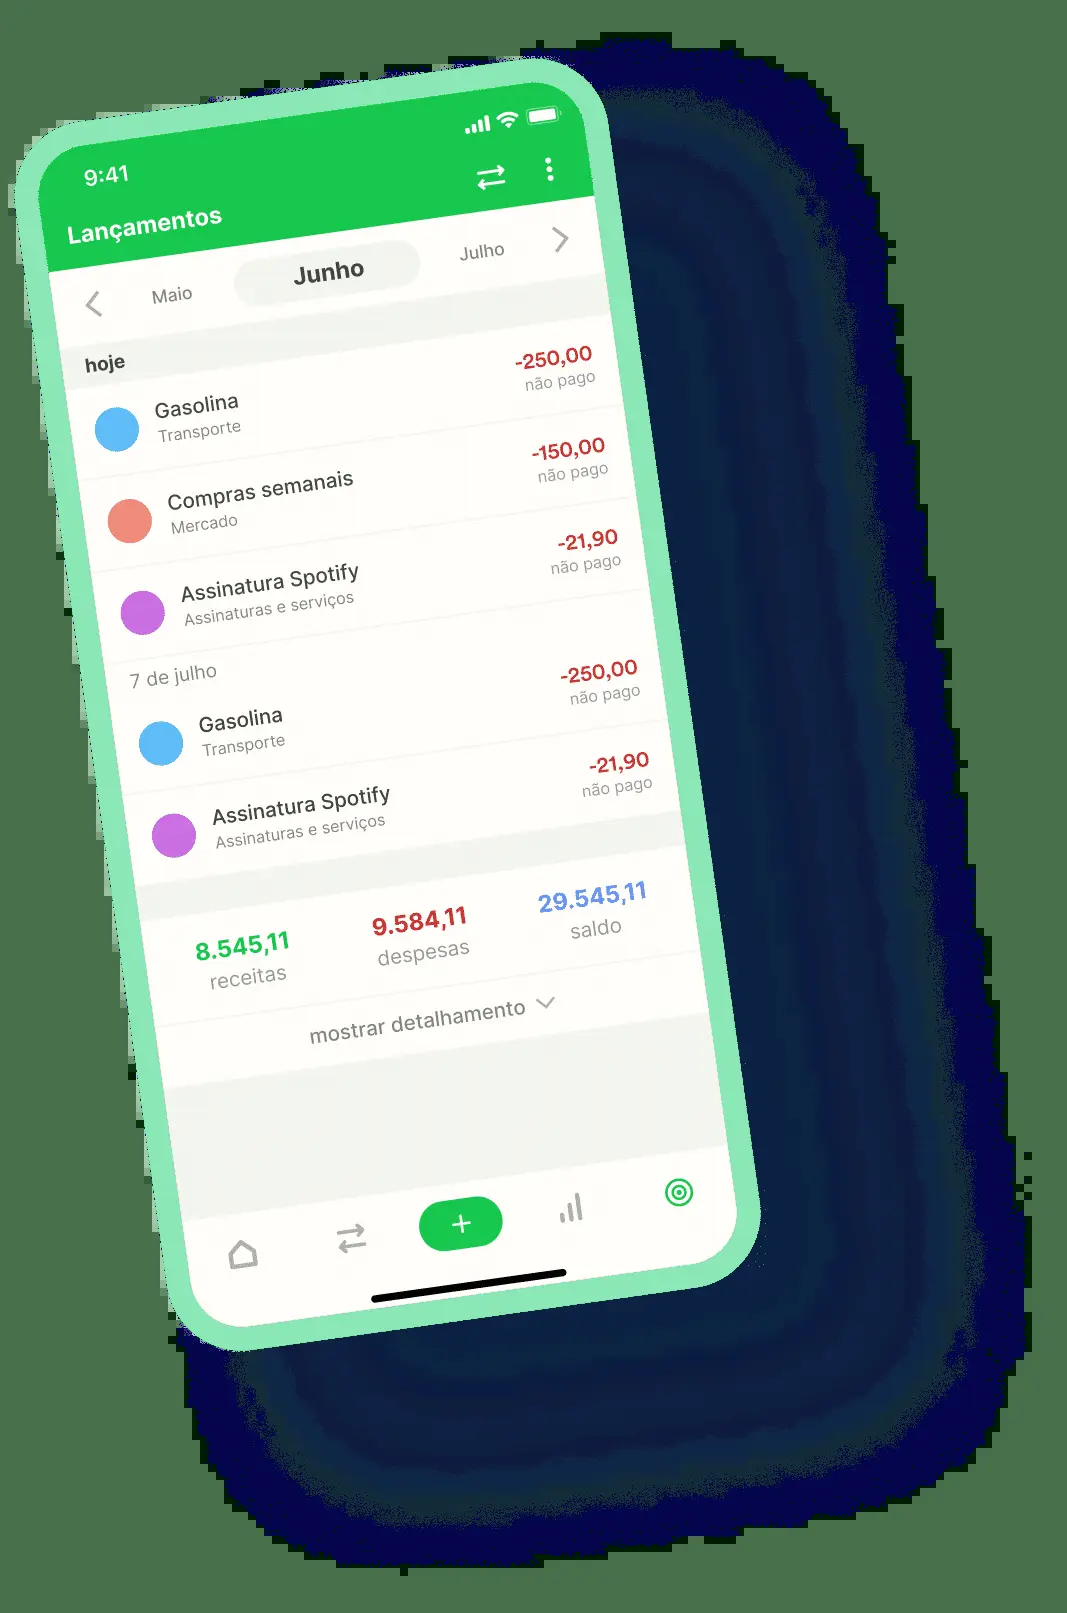 9:41
Lançamentos
Maio Junho Julho
hoje
Gasolina -250,00
Transporte não pago
Compras semanais -150,00
Mercado não pago
Assinatura Spotify -21,90
Assinaturas e serviços não pago
7 de julho
Gasolina -250,00
Transporte não pago
Assinatura Spotify -21,90
Assinaturas e serviços não pago
8.545,11 9.584,11 29.545,11
receitas despesas saldo
mostrar detalhamento